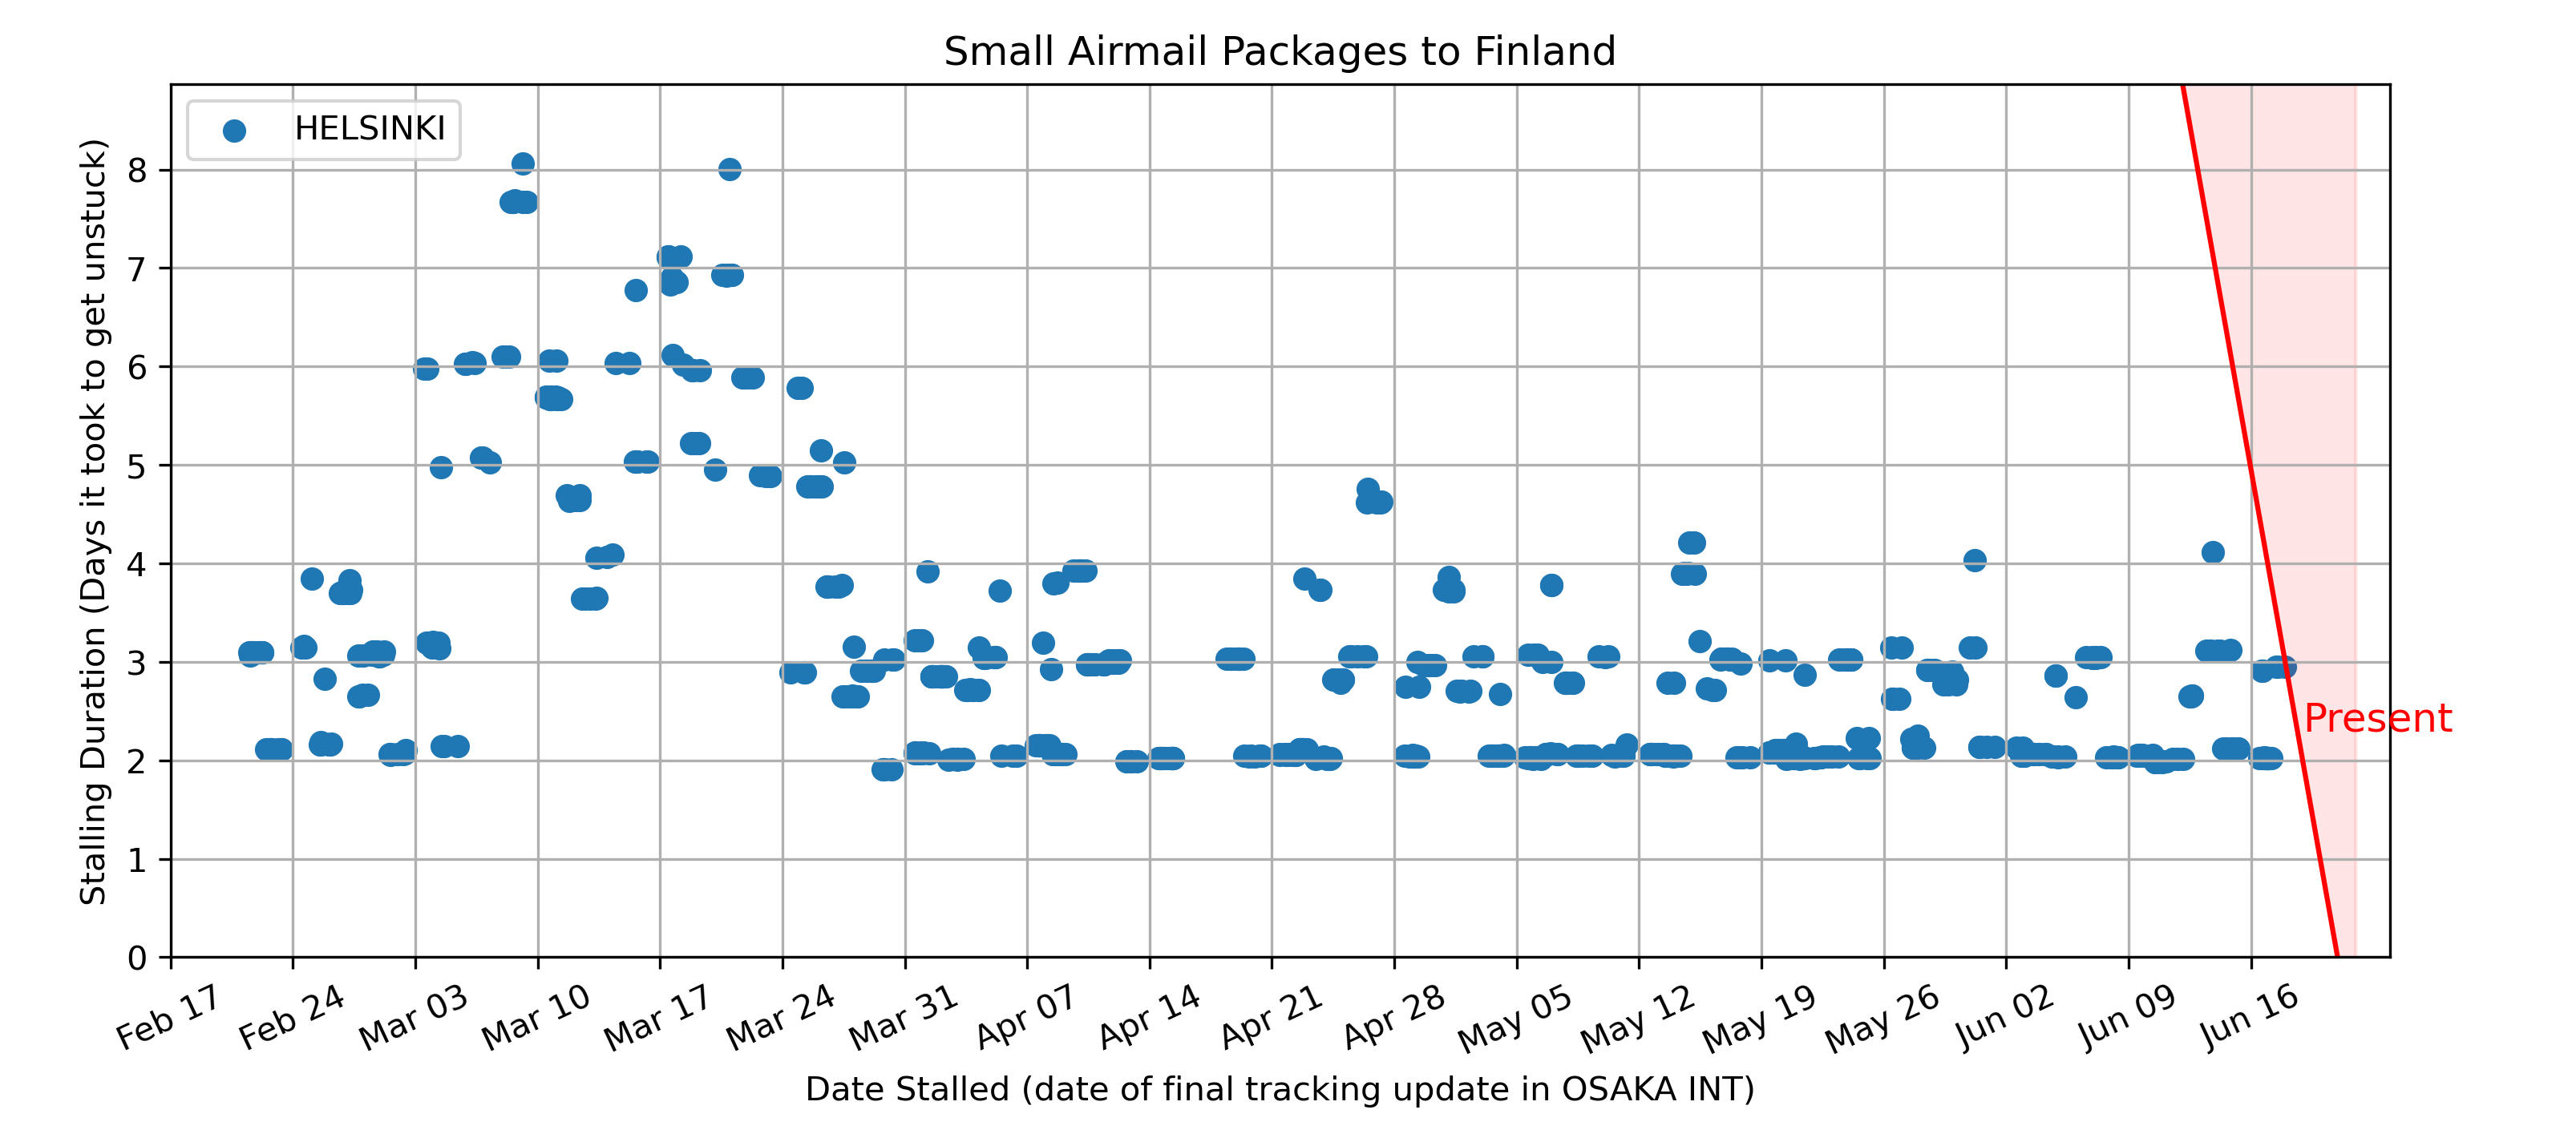 Small Airmail Packages to Finland
HELSINKI
Stalling Duration (Days it took to get unstuck)
8
7
6
5
4
3
2
1
0
Present
Feb 17
Feb 24
Mar 03
Mar 10
Mar 17
Mar 24
Mar 31
Apr 07
Apr 14
Apr 21
Apr 28
May 05
May 12
May 19
May 26
Jun 02
Jun 09
Jun 16
Date Stalled (date of final tracking update in OSAKA INT)